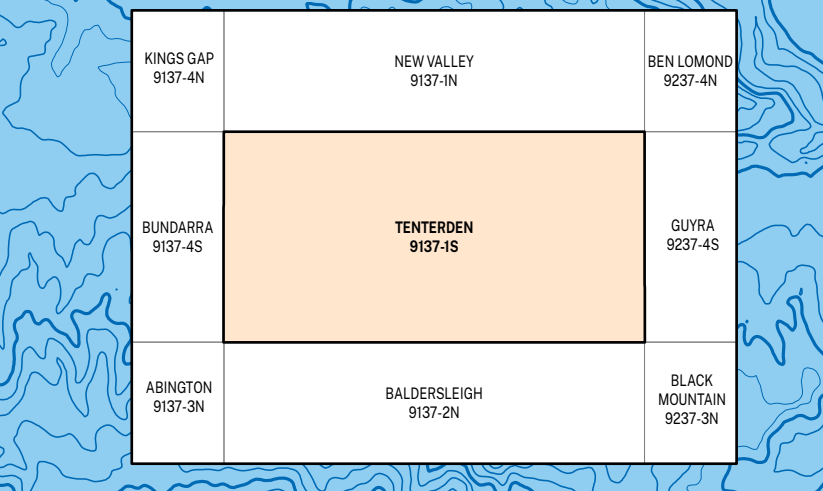 KINGS GAP
9137-4N
NEW VALLEY
9137-1N
BEN LOMOND
9237-4N
BUNDARRA
9137-4S
TENTERDEN
9137-1S
GUYRA
9237-4S
ABINGTON
9137-3N
BALDERSLEIGH
9137-2N
BLACK
MOUNTAIN
9237-3N